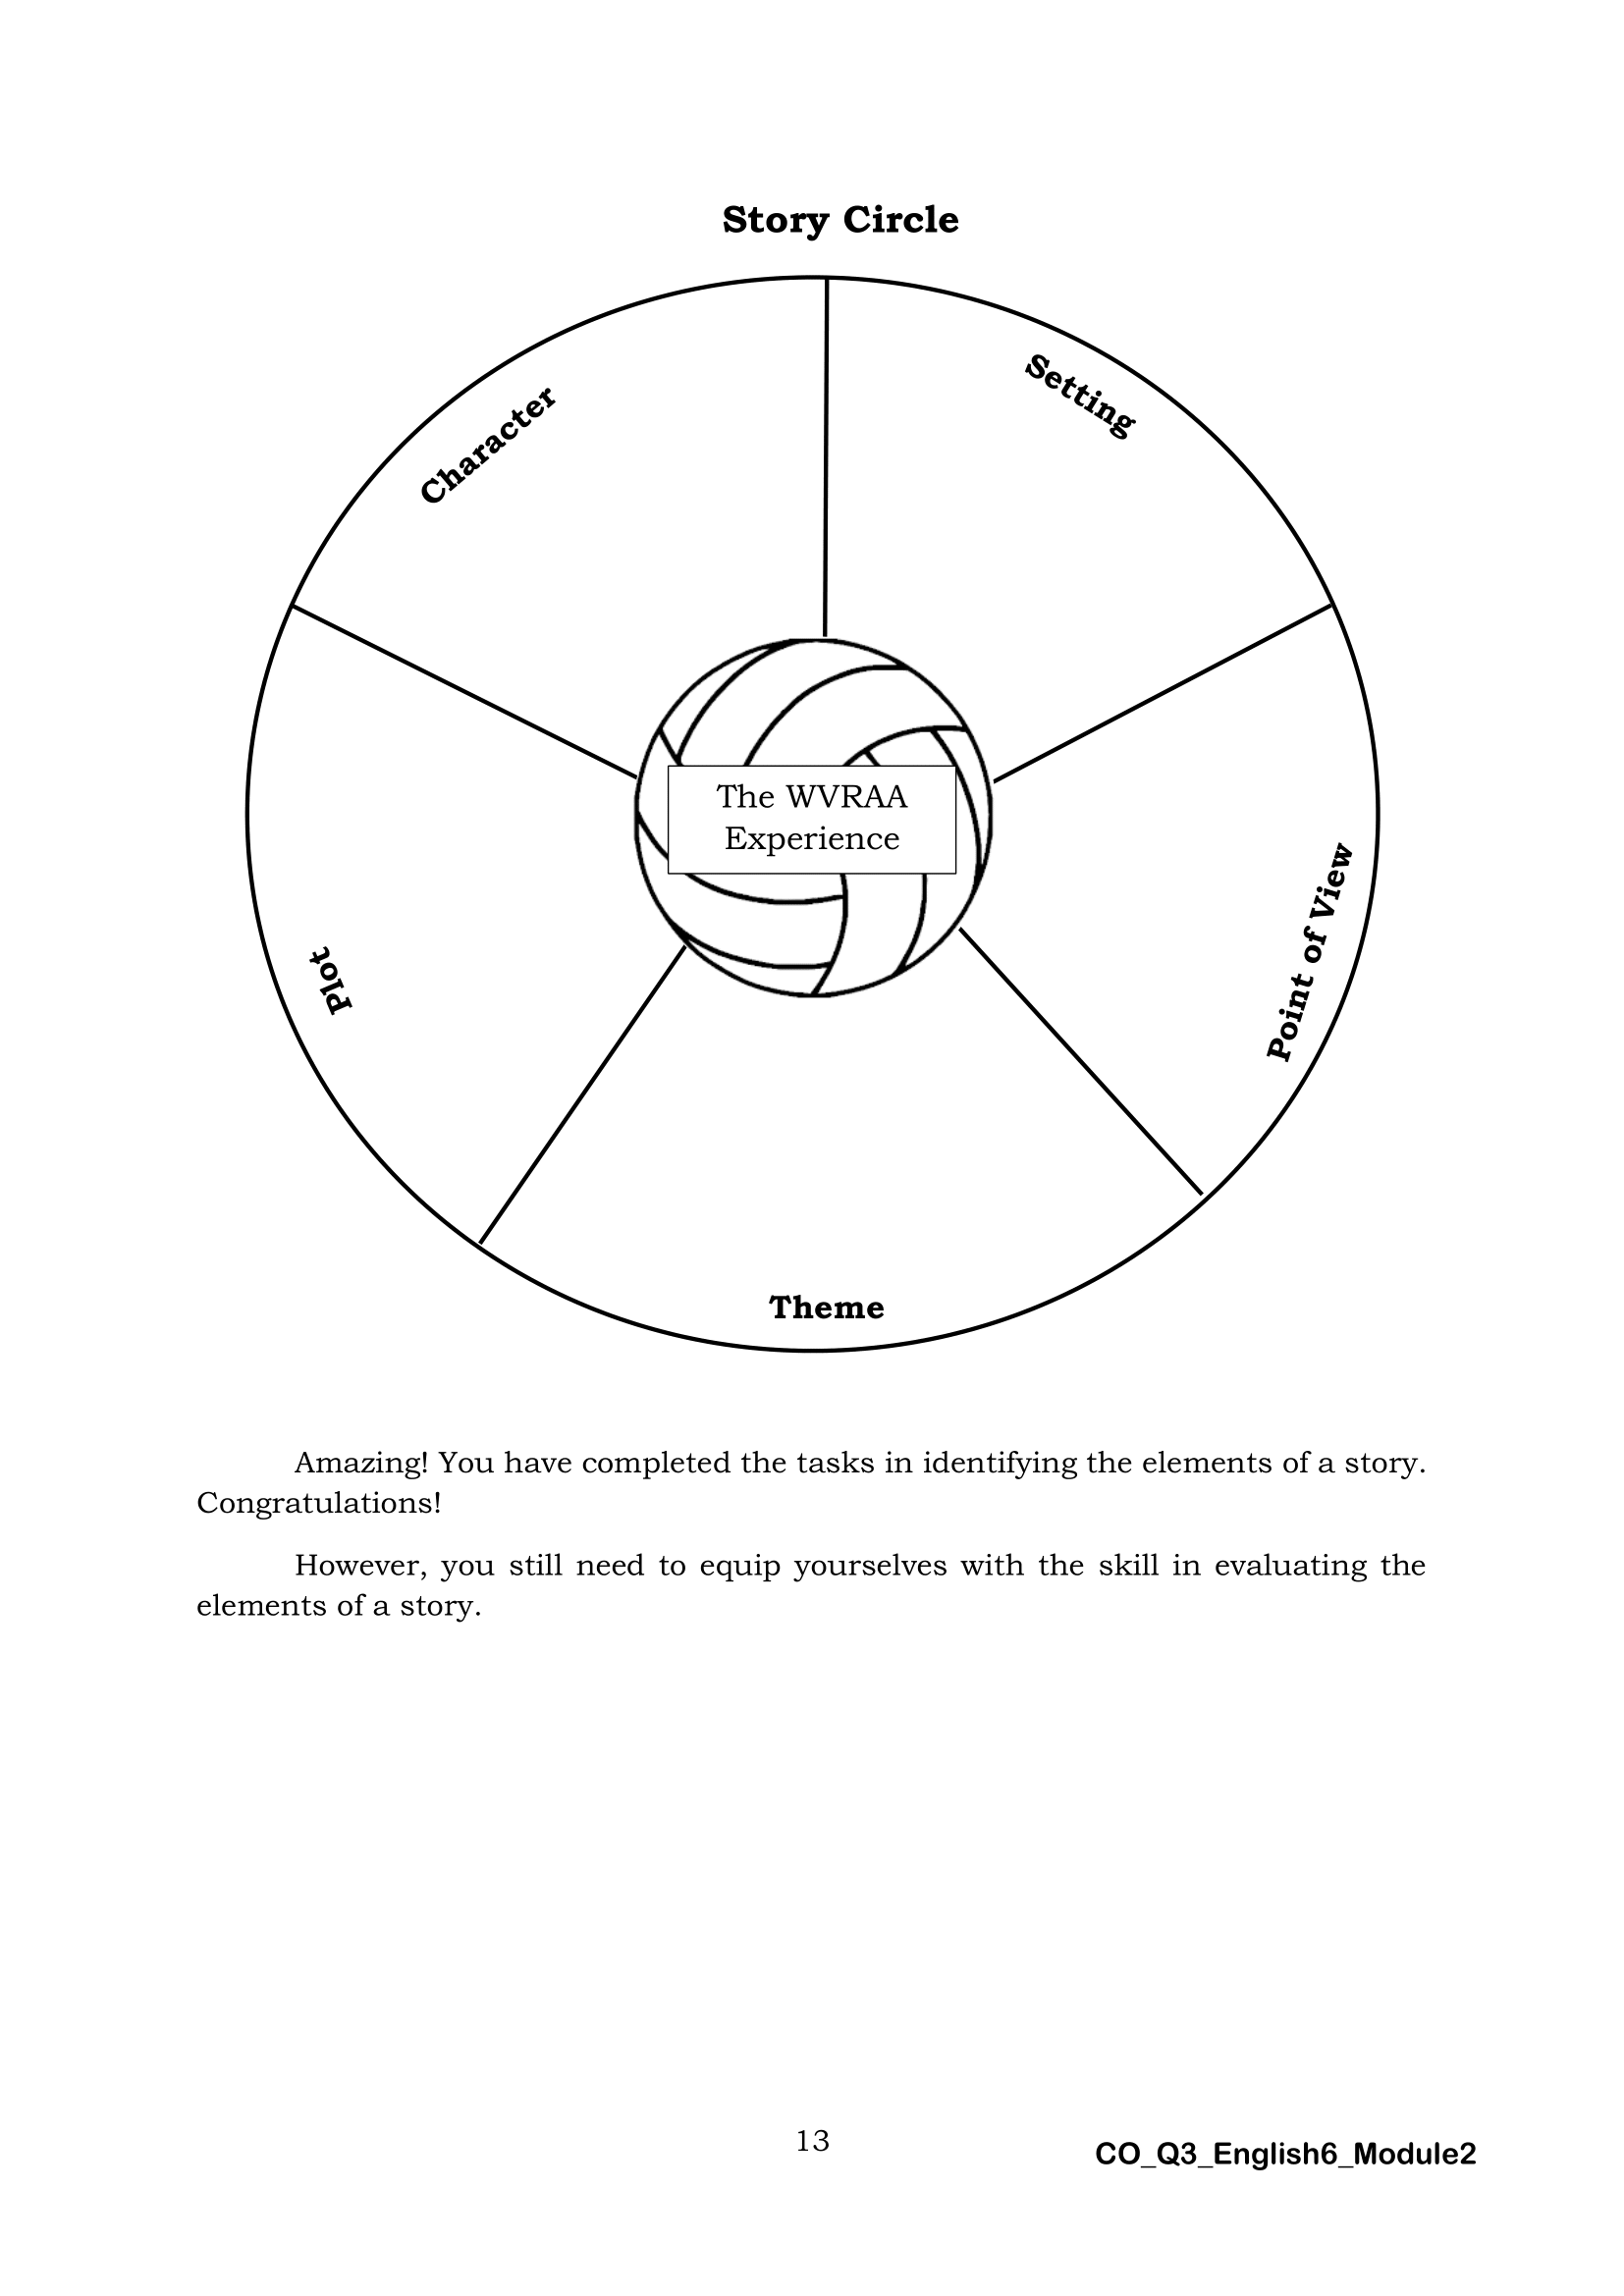 Story Circle
Character
Setting
The WVRAA
Experience
Plot
Point of View
Theme
Amazing! You have completed the tasks in identifying the elements of a story.
Congratulations!
However, you still need to equip yourselves with the skill in evaluating the
elements of a story.
13
CO_Q3_English6_Module2